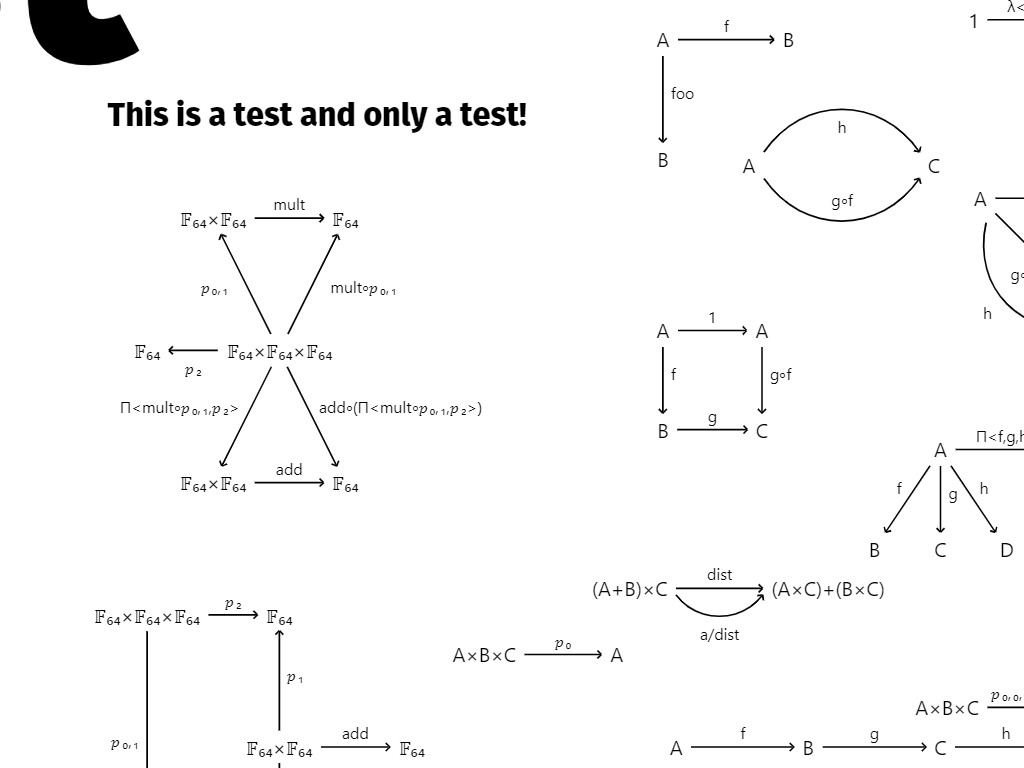 This is a test and only a test!
𝔽₆₄×𝔽₆₄ mult 𝔽₆₄
p₀,₁ mult∘p₀,₁
𝔽₆₄ p₂ 𝔽₆₄×𝔽₆₄×𝔽₆₄
Π<mult∘p₀,₁,p₂> add∘(Π<mult∘p₀,₁,p₂>)
𝔽₆₄×𝔽₆₄ add 𝔽₆₄
𝔽₆₄×𝔽₆₄×𝔽₆₄ p₂ 𝔽₆₄
p₁
p₀,₁
𝔽₆₄×𝔽₆₄ add 𝔽₆₄
A f B
foo
B
A h C
g∘f
1 λ<
A
g∘
h
A 1 A
f g∘f
B g C
A Π<f,g,h
f g h
B C D
(A+B)×C dist (A×C)+(B×C)
a/dist
A×B×C p₀ A
A×B×C p₀,₀,
A f B g C h